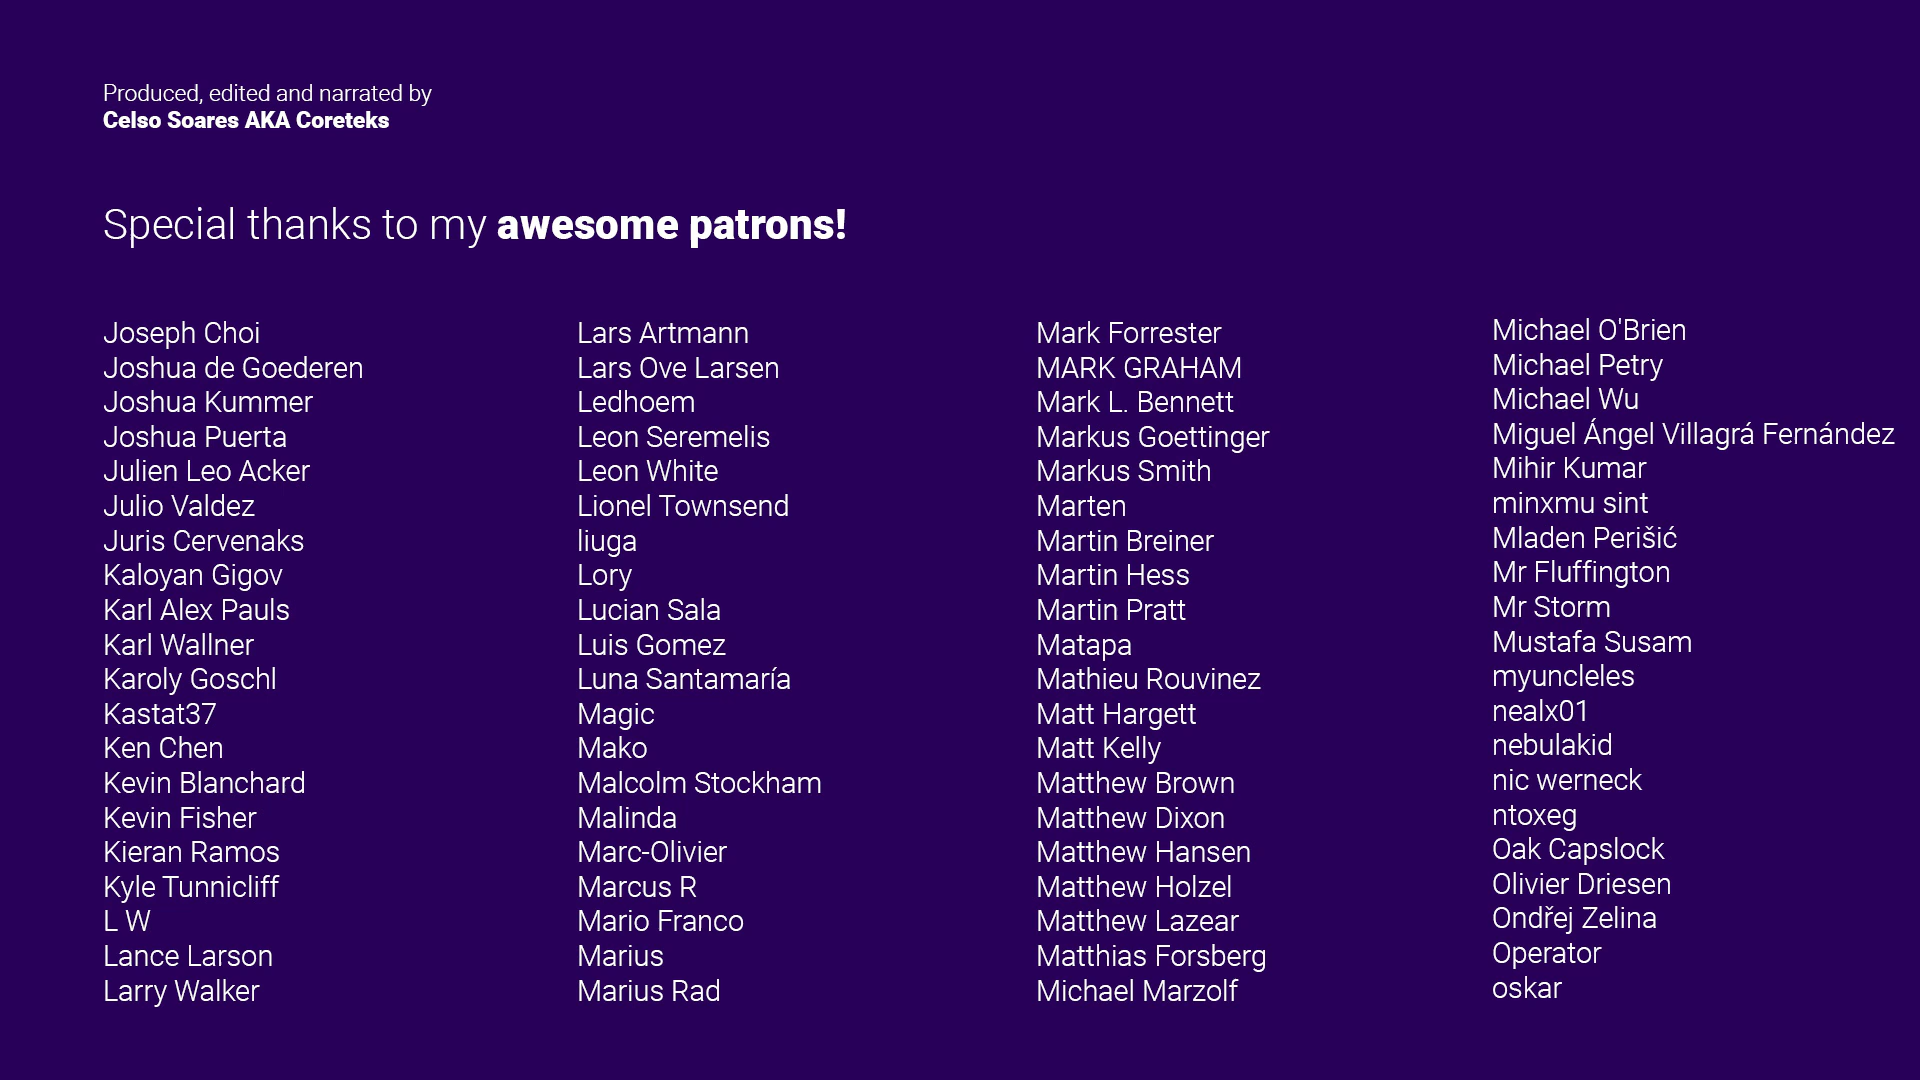 Produced, edited and narrated by
Celso Soares AKA Coreteks
Special thanks to my awesome patrons!
Joseph Choi
Joshua de Goederen
Joshua Kummer
Joshua Puerta
Julien Leo Acker
Julio Valdez
Juris Cervenaks
Kaloyan Gigov
Karl Alex Pauls
Karl Wallner
Karoly Goschl
Kastat37
Ken Chen
Kevin Blanchard
Kevin Fisher
Kieran Ramos
Kyle Tunnicliff
L W
Lance Larson
Larry Walker
Lars Artmann
Lars Ove Larsen
Ledhoem
Leon Seremelis
Leon White
Lionel Townsend
liuga
Lory
Lucian Sala
Luis Gomez
Luna Santamaría
Magic
Mako
Malcolm Stockham
Malinda
Marc-Olivier
Marcus R
Mario Franco
Marius
Marius Rad
Mark Forrester
MARK GRAHAM
Mark L. Bennett
Markus Goettinger
Markus Smith
Marten
Martin Breiner
Martin Hess
Martin Pratt
Matapa
Mathieu Rouvinez
Matt Hargett
Matt Kelly
Matthew Brown
Matthew Dixon
Matthew Hansen
Matthew Holzel
Matthew Lazear
Matthias Forsberg
Michael Marzolf
Michael O'Brien
Michael Petry
Michael Wu
Miguel Ángel Villagrá Fernández
Mihir Kumar
minxmu sint
Mladen Perišić
Mr Fluffington
Mr Storm
Mustafa Susam
myuncleles
nealx01
nebulakid
nic werneck
ntoxeg
Oak Capslock
Olivier Driesen
Ondřej Zelina
Operator
oskar